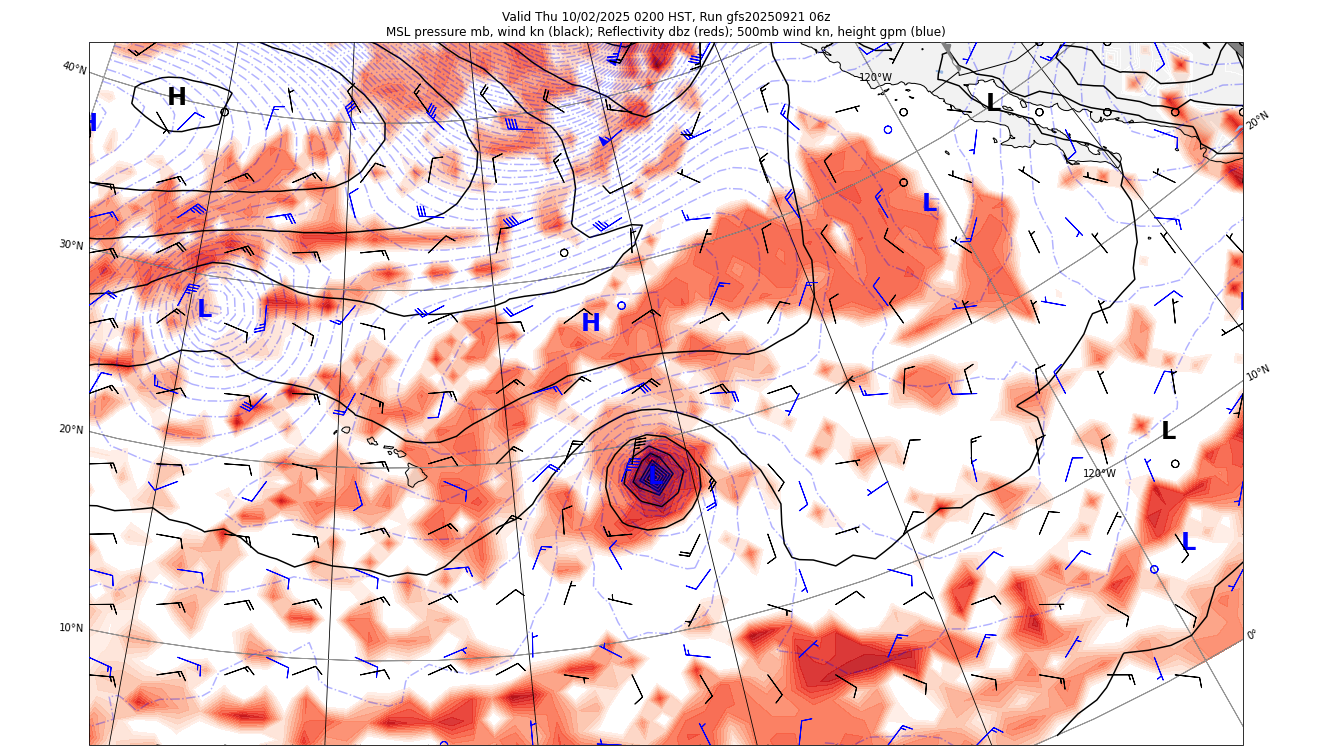 Valid Thu 10/02/2025 0200 HST, Run gfs20250921 06z
MSL pressure mb, wind kn (black); Reflectivity dbz (reds); 500mb wind kn, height gpm (blue)
40°N
120°W
H
L
20°N
H
L
30°N
L
H
10°N
20°N
L
120°W
L
10°N
0°